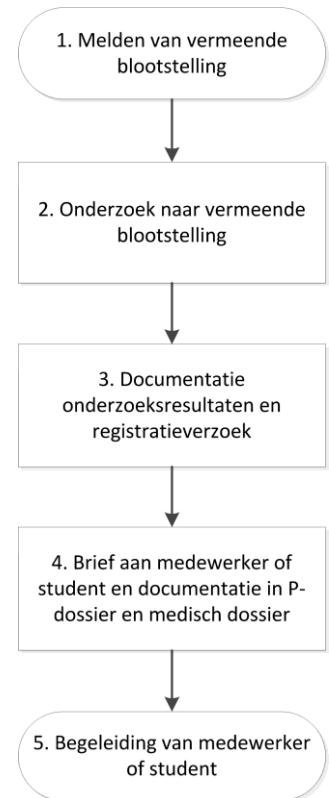 1. Melden van vermeende
blootstelling
2. Onderzoek naar vermeende
blootstelling
3. Documentatie
onderzoeksresultaten en
registratieverzoek
4. Brief aan medewerker of
student en documentatie in P-
dossier en medisch dossier
5. Begeleiding van medewerker
of student